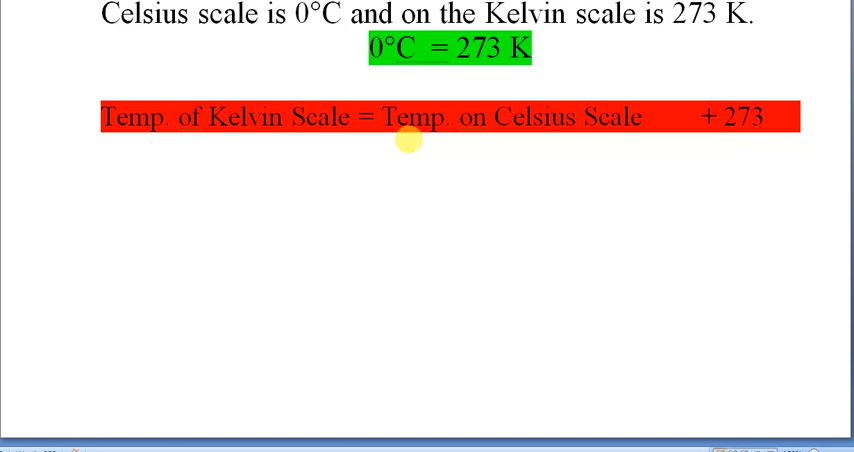 Celsius scale is 0°C and on the Kelvin scale is 273 K.
0°C = 273 K
Temp. of Kelvin Scale = Temp. on Celsius Scale + 273